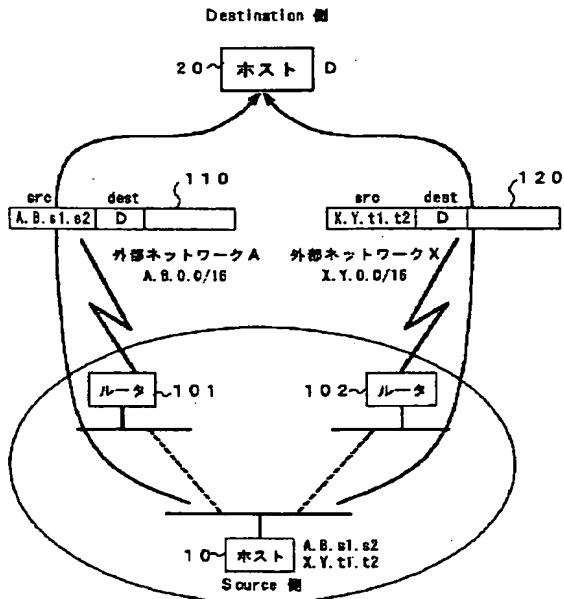 Destination 側
20 ホスト D
110
120
src dest
A.B.s1.s2 D
src dest
X.Y.t1.t2 D
外部ネットワークA
A.B.0.0/16
外部ネットワークX
X.Y.0.0/16
ルータ 101
102 ルータ
10 ホスト
A.B.s1.s2
X.Y.t1.t2
Source 側